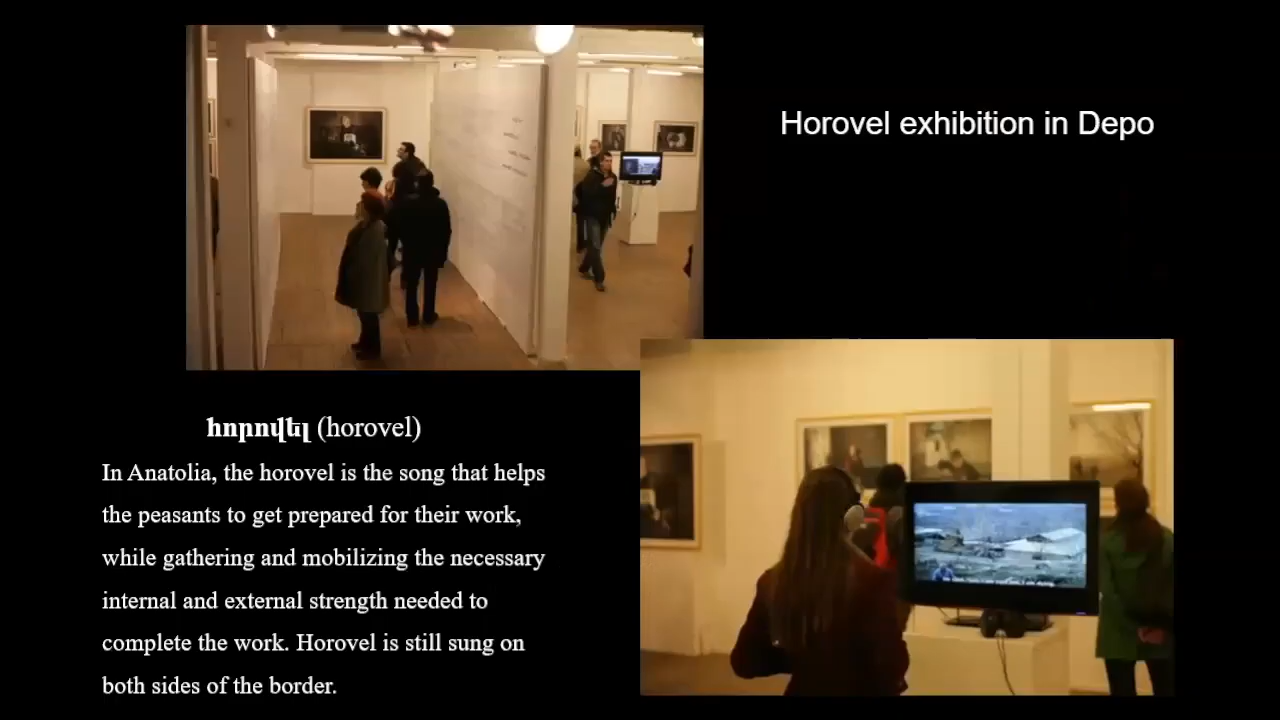 Horovel exhibition in Depo
հորովել (horovel)
In Anatolia, the horovel is the song that helps
the peasants to get prepared for their work,
while gathering and mobilizing the necessary
internal and external strength needed to
complete the work. Horovel is still sung on
both sides of the border.